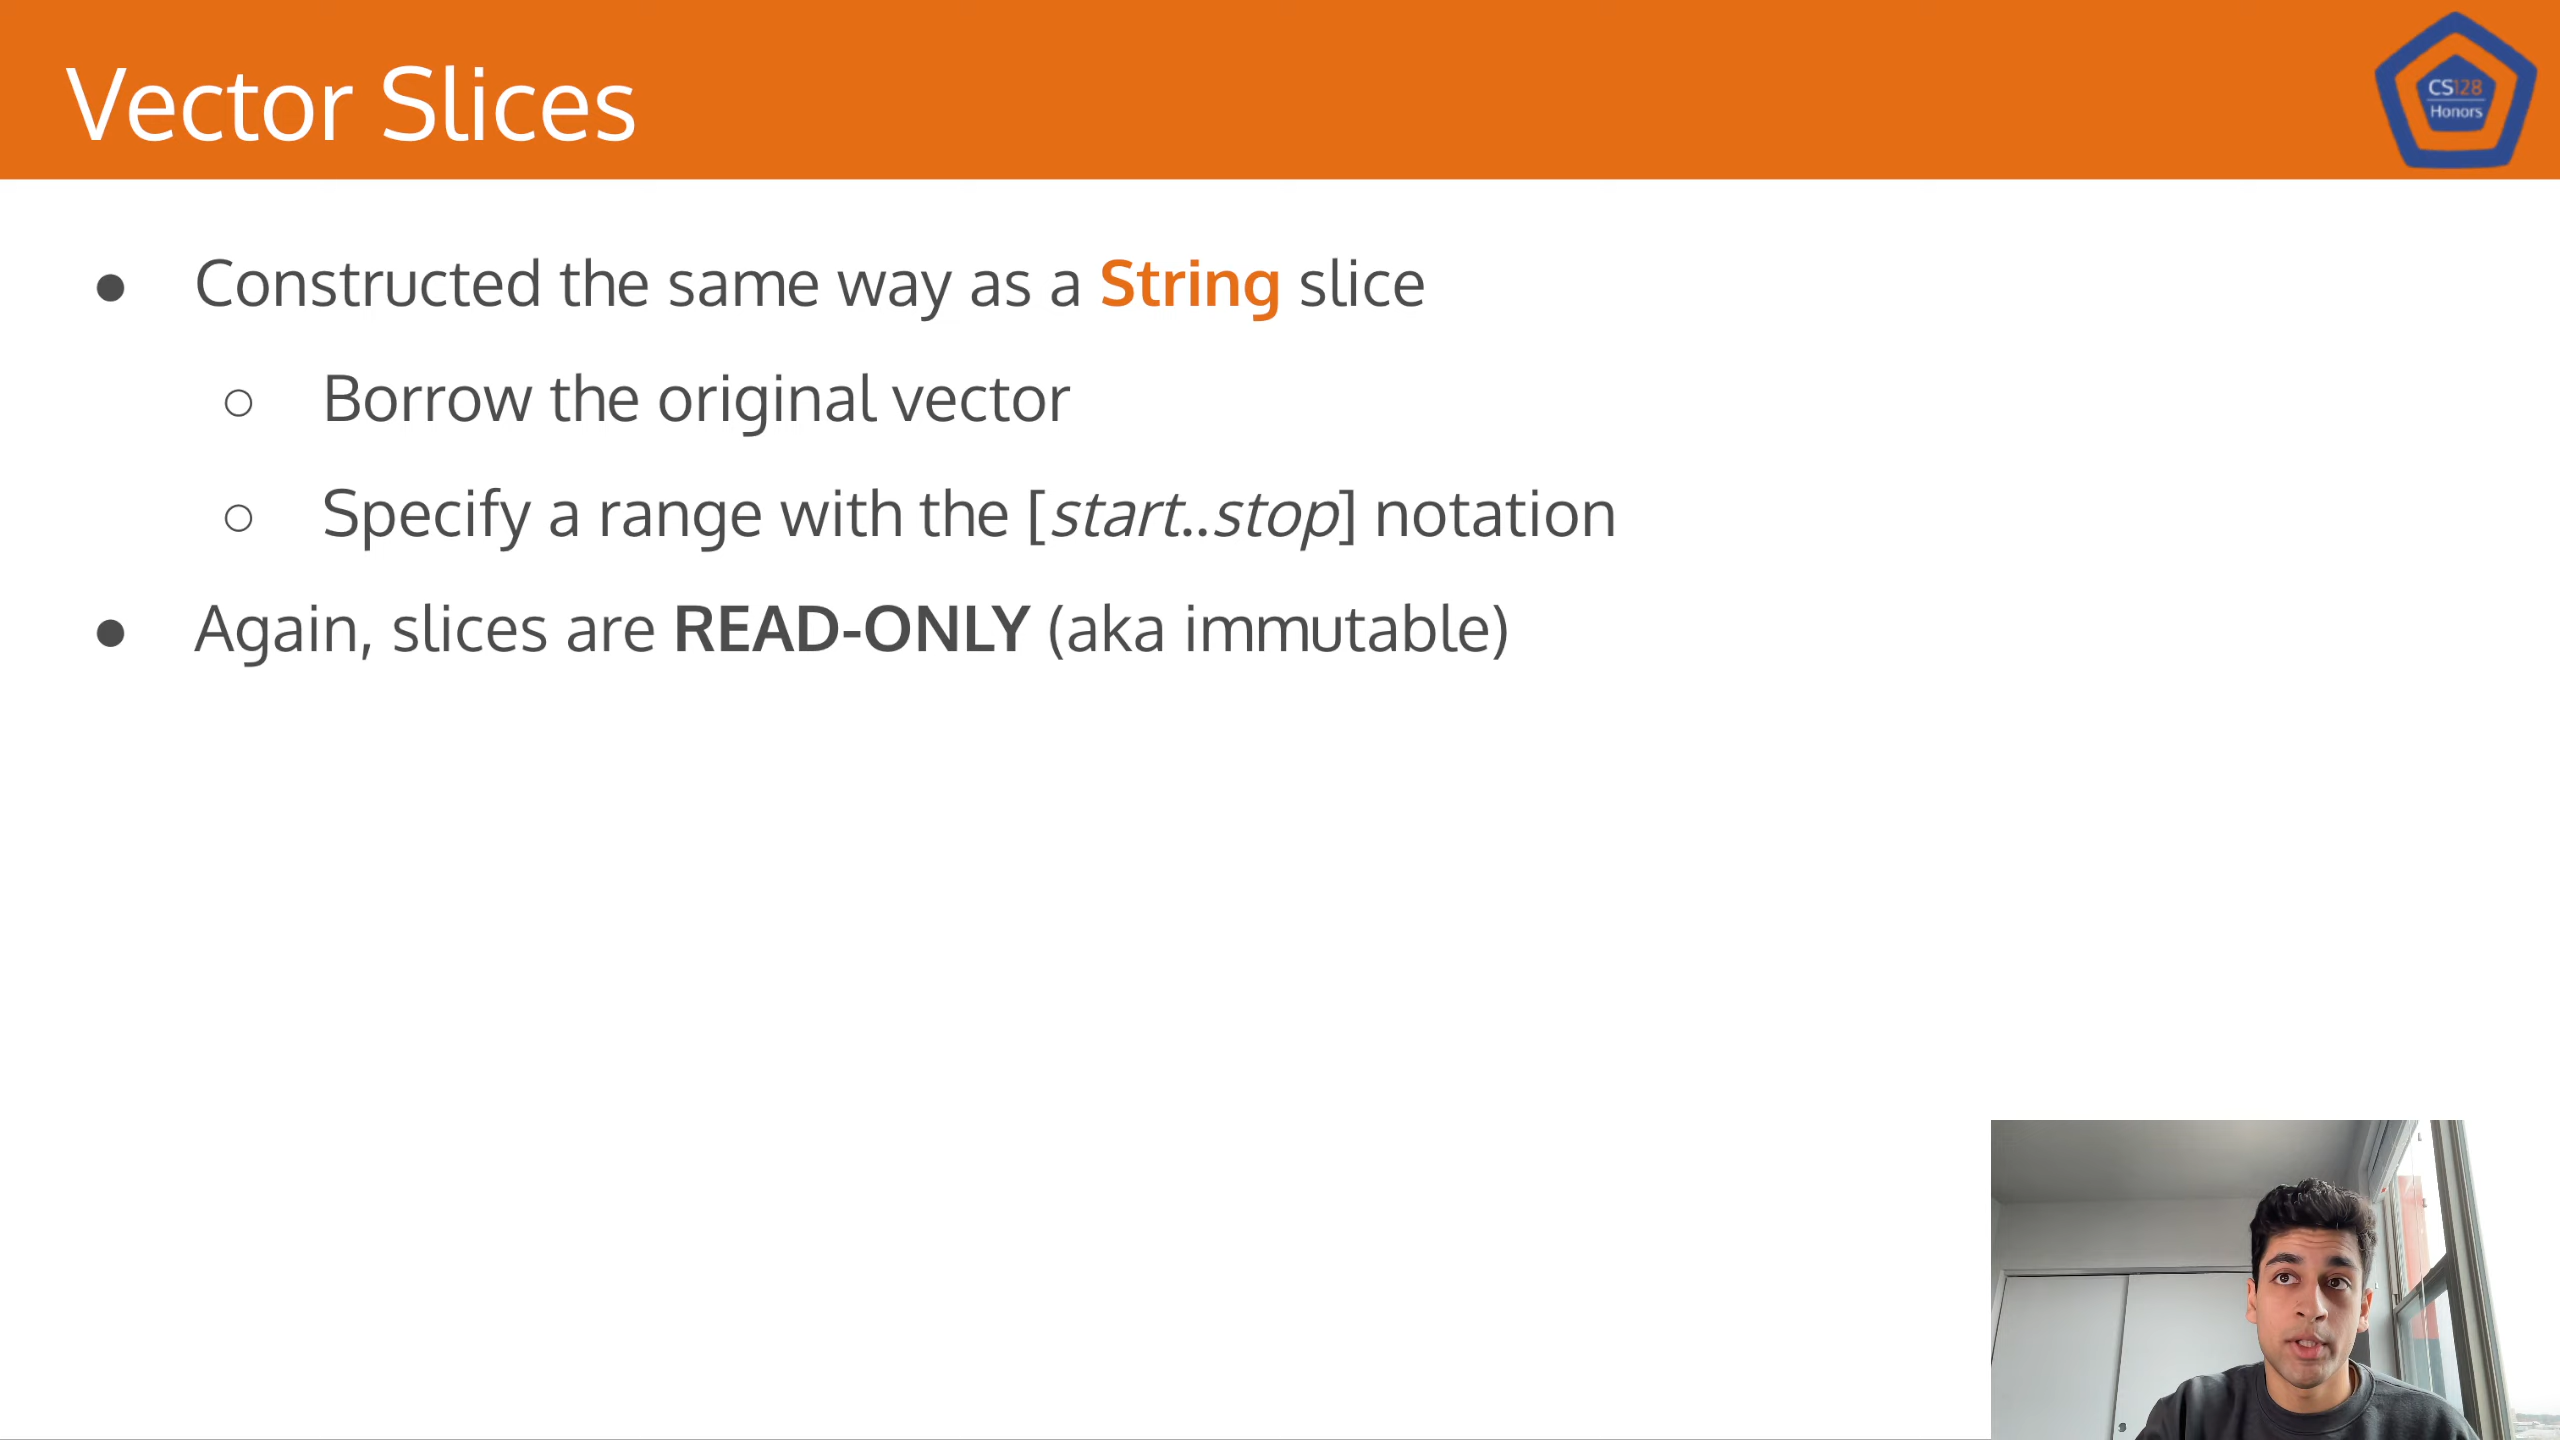 Vector Slices
CS128
Honors
● Constructed the same way as a String slice
○ Borrow the original vector
○ Specify a range with the [start..stop] notation
● Again, slices are READ-ONLY (aka immutable)